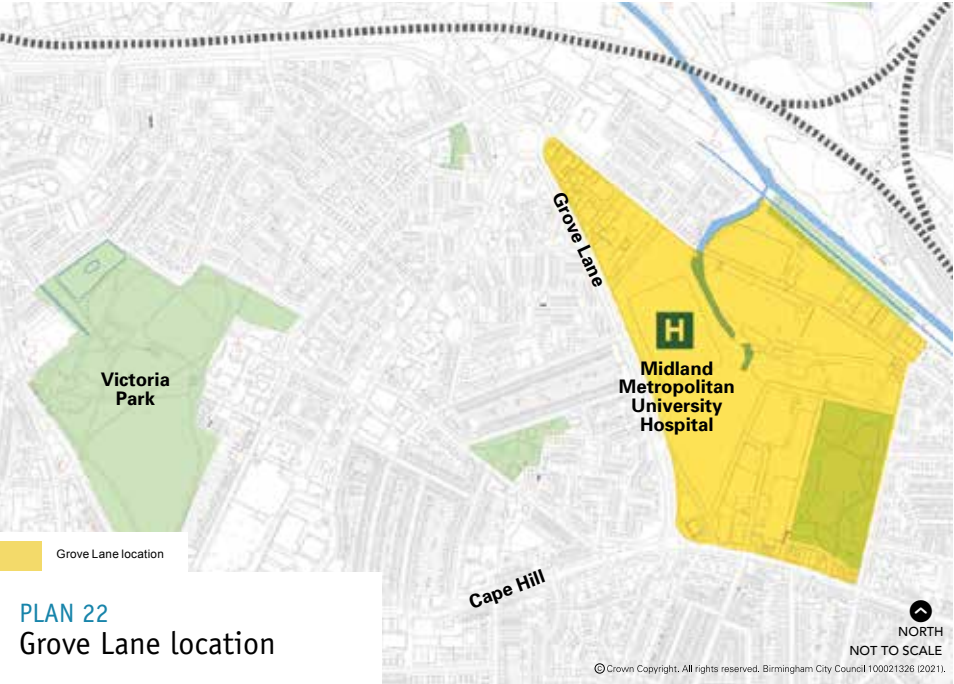 Grove Lane
H
Midland
Metropolitan
University
Hospital
Victoria
Park
Cape Hill
Grove Lane location
PLAN 22
Grove Lane location
NORTH
NOT TO SCALE
© Crown Copyright. All rights reserved. Birmingham City Council 100021326 (2021).